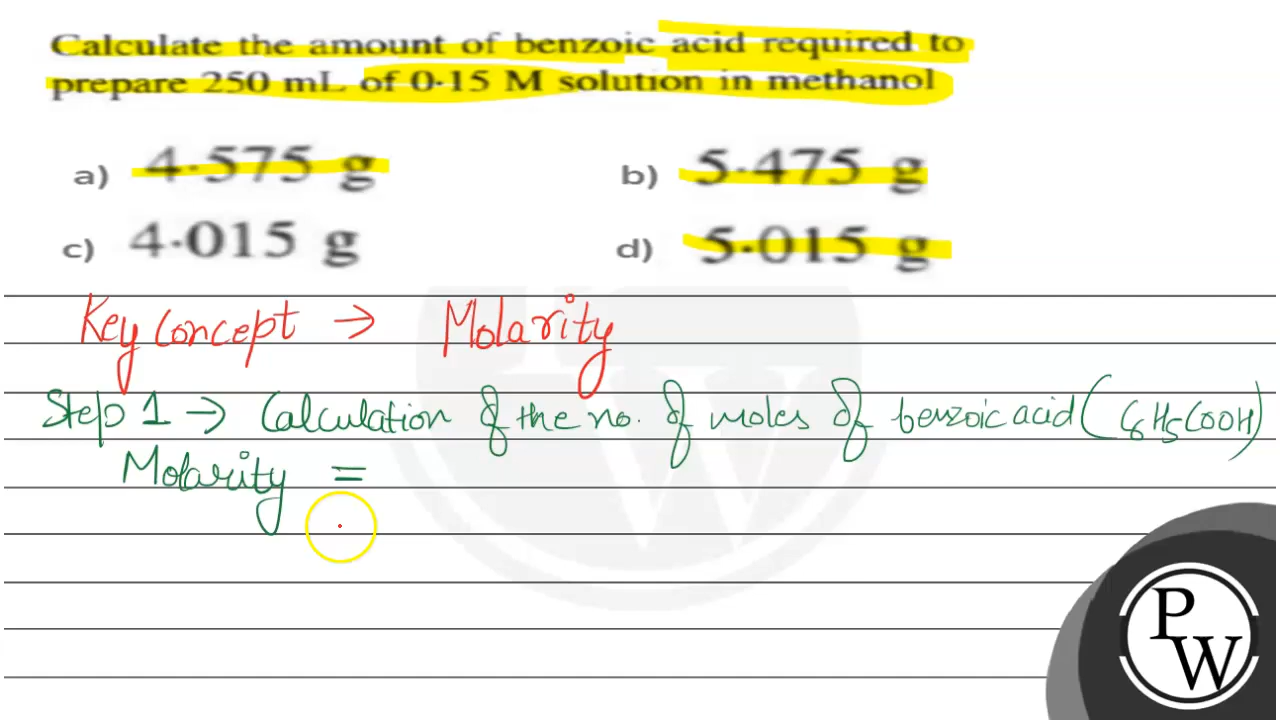 Calculate the amount of benzoic acid required to
prepare 250 mL of 0·15 M solution in methanol
a) 4·575 g b) 5·475 g
c) 4·015 g d) 5·015 g
Key concept → Molarity
Step 1 → Calculation of the no. of moles of benzoic acid (C6H5COOH)
Molarity =
PW